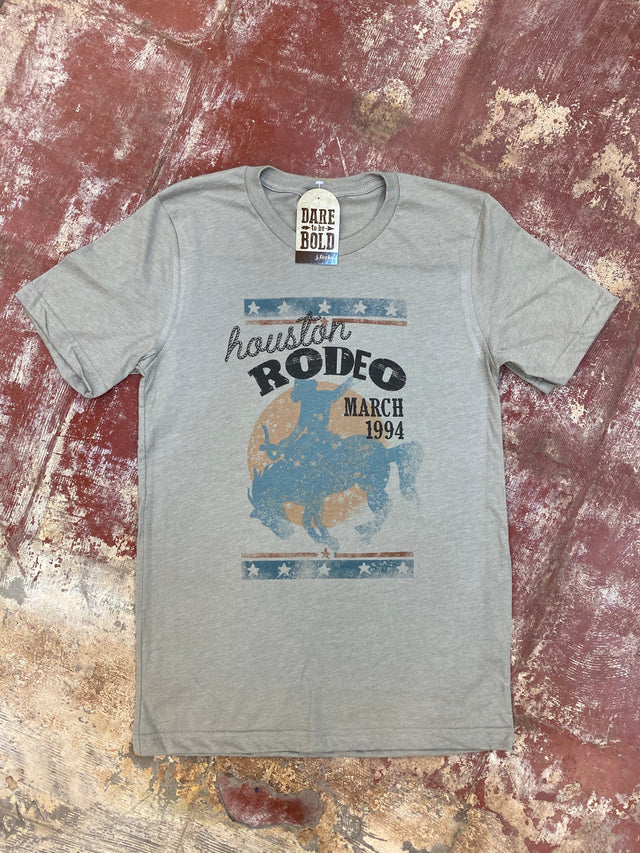 DARE
to be
BOLD
houston
RODEO
MARCH
1994